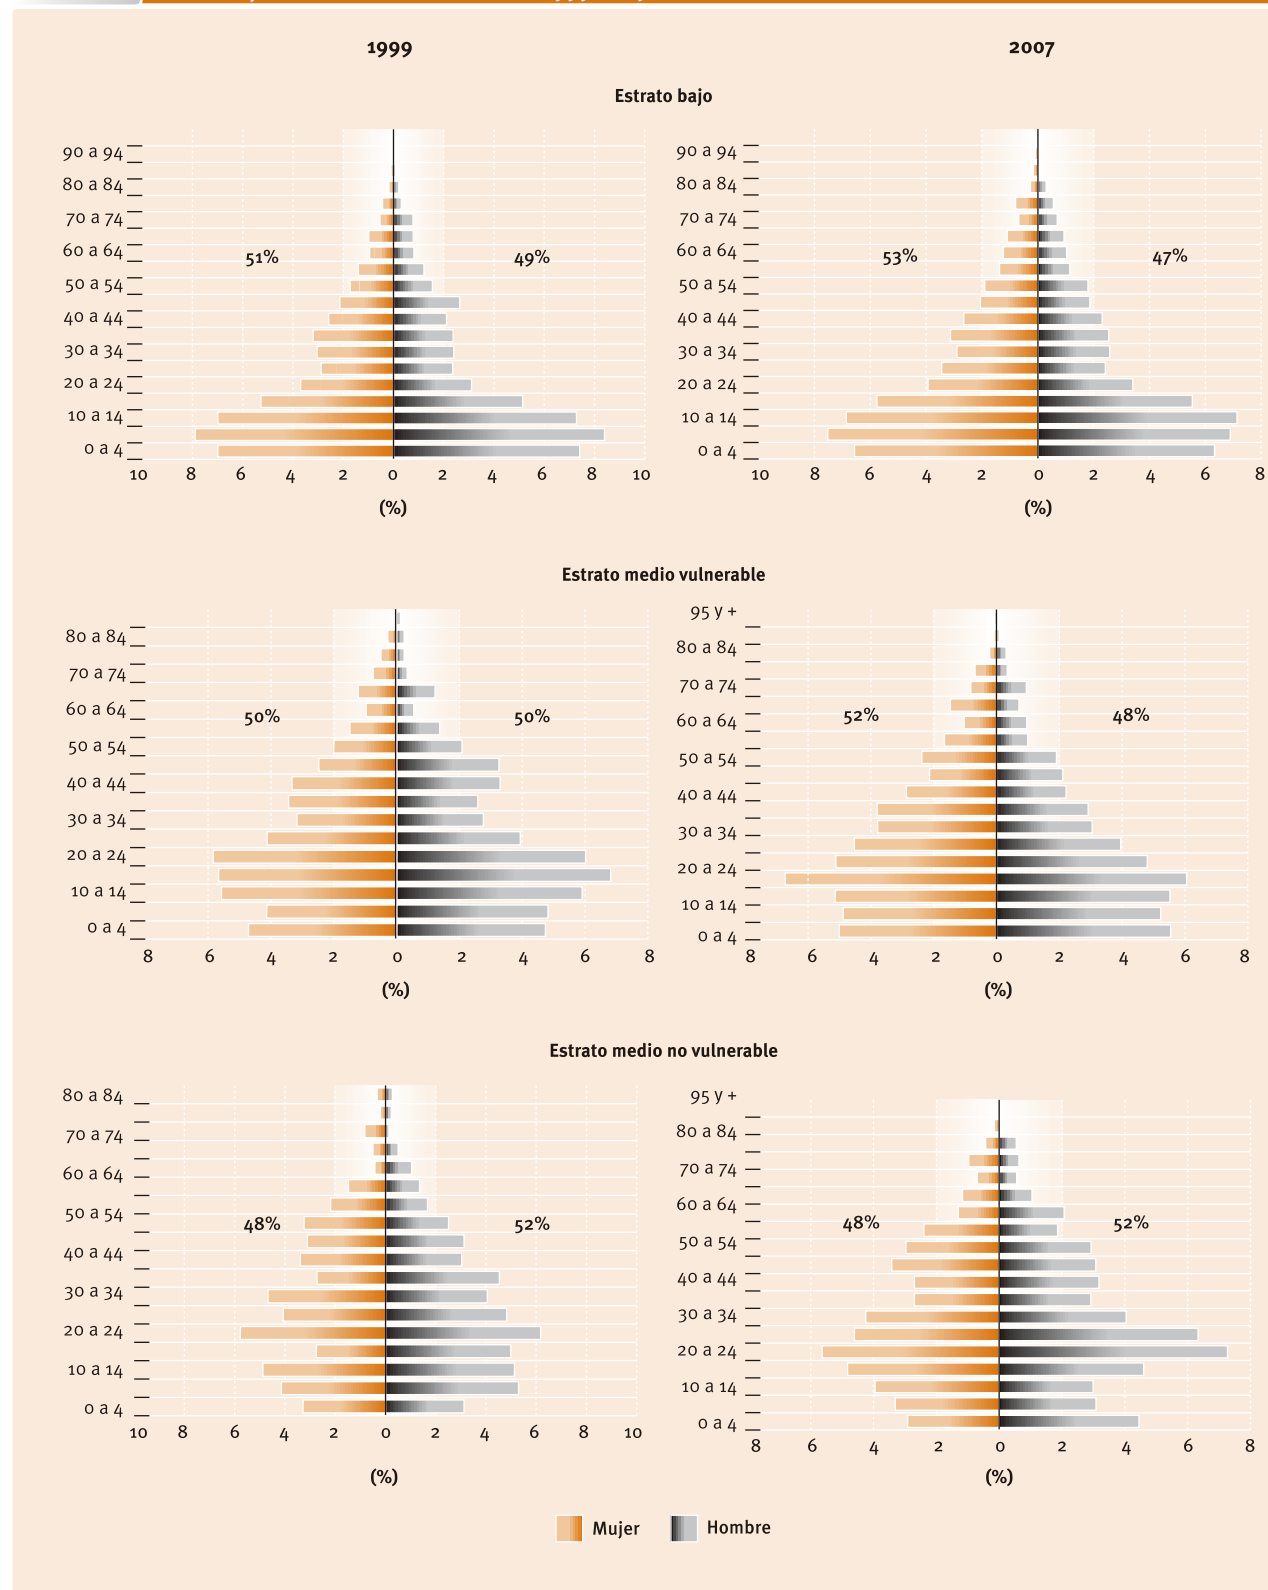 1999
2007
Estrato bajo
90 a 94
80 a 84
70 a 74
60 a 64
50 a 54
40 a 44
30 a 34
20 a 24
10 a 14
0 a 4
51%
49%
10 8 6 4 2 0 2 4 6 8 10
(%)
90 a 94
80 a 84
70 a 74
60 a 64
50 a 54
40 a 44
30 a 34
20 a 24
10 a 14
0 a 4
53%
47%
10 8 6 4 2 0 2 4 6 8
(%)
Estrato medio vulnerable
80 a 84
70 a 74
60 a 64
50 a 54
40 a 44
30 a 34
20 a 24
10 a 14
0 a 4
50%
50%
8 6 4 2 0 2 4 6 8
(%)
95 y +
80 a 84
70 a 74
60 a 64
50 a 54
40 a 44
30 a 34
20 a 24
10 a 14
0 a 4
52%
48%
8 6 4 2 0 2 4 6 8
(%)
Estrato medio no vulnerable
80 a 84
70 a 74
60 a 64
50 a 54
40 a 44
30 a 34
20 a 24
10 a 14
0 a 4
48%
52%
10 8 6 4 2 0 2 4 6 8 10
(%)
95 y +
80 a 84
70 a 74
60 a 64
50 a 54
40 a 44
30 a 34
20 a 24
10 a 14
0 a 4
48%
52%
8 6 4 2 0 2 4 6 8
(%)
Mujer
Hombre